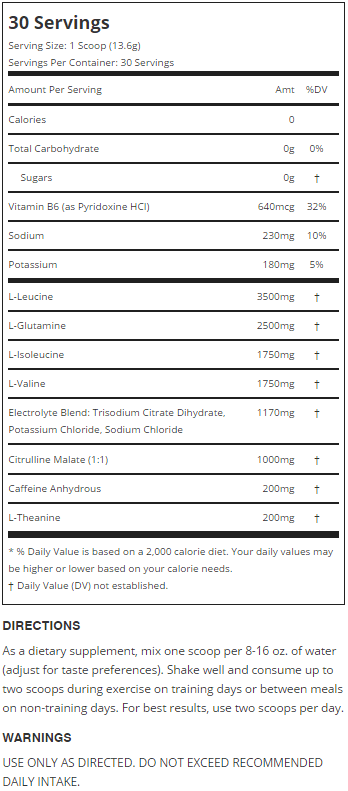 30 Servings
Serving Size: 1 Scoop (13.6g)
Servings Per Container: 30 Servings
Amount Per Serving Amt %DV
Calories 0
Total Carbohydrate 0g 0%
Sugars 0g †
Vitamin B6 (as Pyridoxine HCl) 640mcg 32%
Sodium 230mg 10%
Potassium 180mg 5%
L-Leucine 3500mg †
L-Glutamine 2500mg †
L-Isoleucine 1750mg †
L-Valine 1750mg †
Electrolyte Blend: Trisodium Citrate Dihydrate, 1170mg †
Potassium Chloride, Sodium Chloride
Citrulline Malate (1:1) 1000mg †
Caffeine Anhydrous 200mg †
L-Theanine 200mg †
* % Daily Value is based on a 2,000 calorie diet. Your daily values may
be higher or lower based on your calorie needs.
† Daily Value (DV) not established.
DIRECTIONS
As a dietary supplement, mix one scoop per 8-16 oz. of water
(adjust for taste preferences). Shake well and consume up to
two scoops during exercise on training days or between meals
on non-training days. For best results, use two scoops per day.
WARNINGS
USE ONLY AS DIRECTED. DO NOT EXCEED RECOMMENDED
DAILY INTAKE.